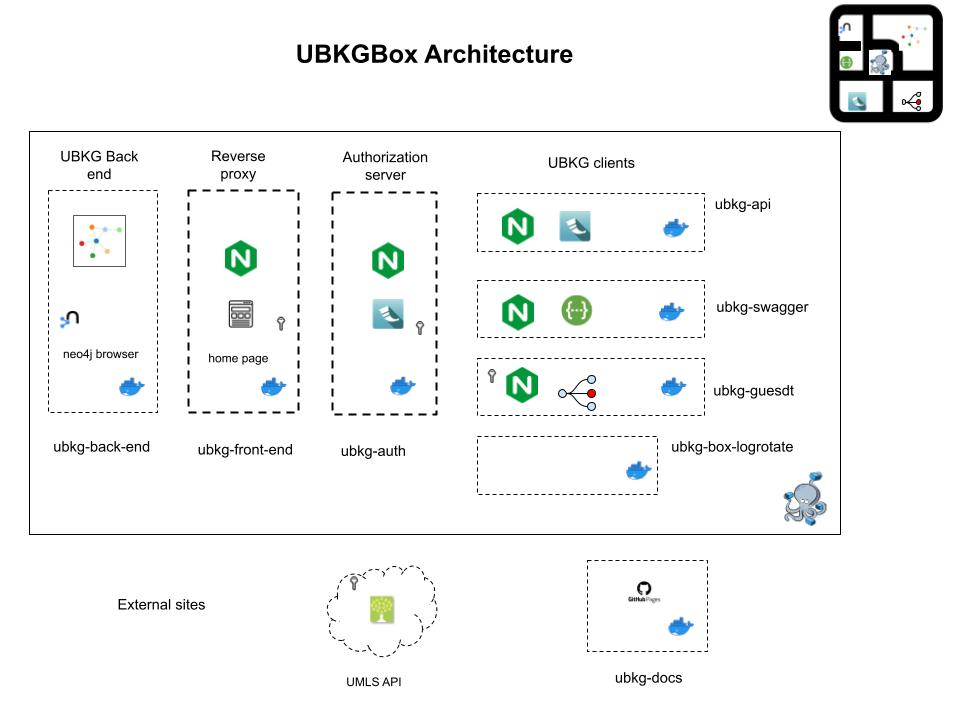 UBKGBox Architecture
UBKG Back
end
Reverse
proxy
Authorization
server
UBKG clients
ubkg-api
ubkg-swagger
ubkg-guesdt
ubkg-box-logrotate
neo4j browser
home page
ubkg-back-end
ubkg-front-end
ubkg-auth
External sites
UMLS API
GitHub Pages
ubkg-docs